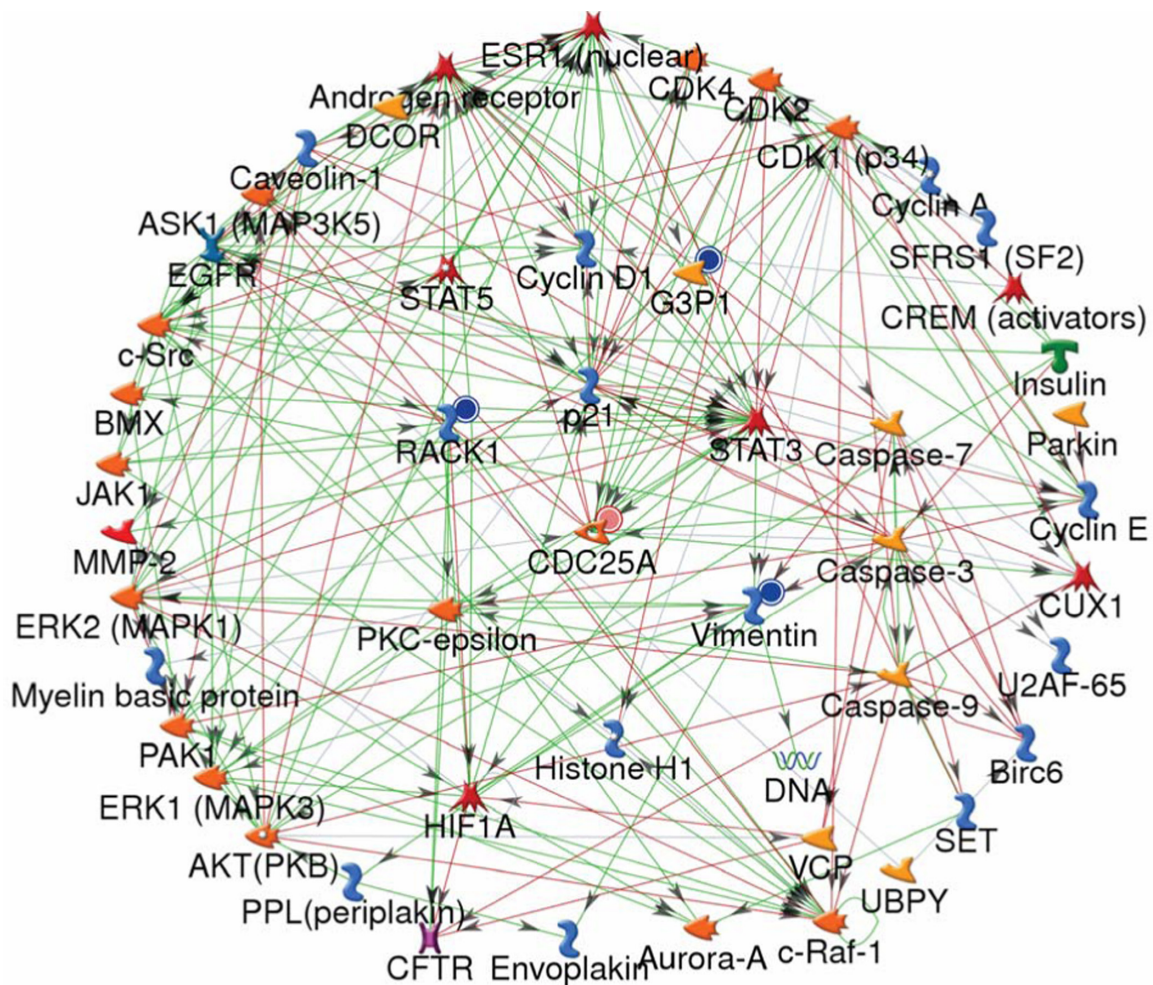 ESR1 (nuclear)
CDK4
Androgen receptor
CDK2
DCOR
CDK1 (p34)
Caveolin-1
Cyclin A
ASK1 (MAP3K5)
SFRS1 (SF2)
EGFR
Cyclin D1
STAT5
G3P1
CREM (activators)
c-Src
Insulin
BMX
p21
RACK1
STAT3
Caspase-7
Parkin
JAK1
Cyclin E
MMP-2
CDC25A
Caspase-3
CUX1
ERK2 (MAPK1)
PKC-epsilon
Vimentin
Myelin basic protein
U2AF-65
Caspase-9
PAK1
Histone H1
Birc6
DNA
ERK1 (MAPK3)
HIF1A
SET
AKT(PKB)
VCP
UBPY
PPL(periplakin)
CFTR
Envoplakin
Aurora-A
c-Raf-1